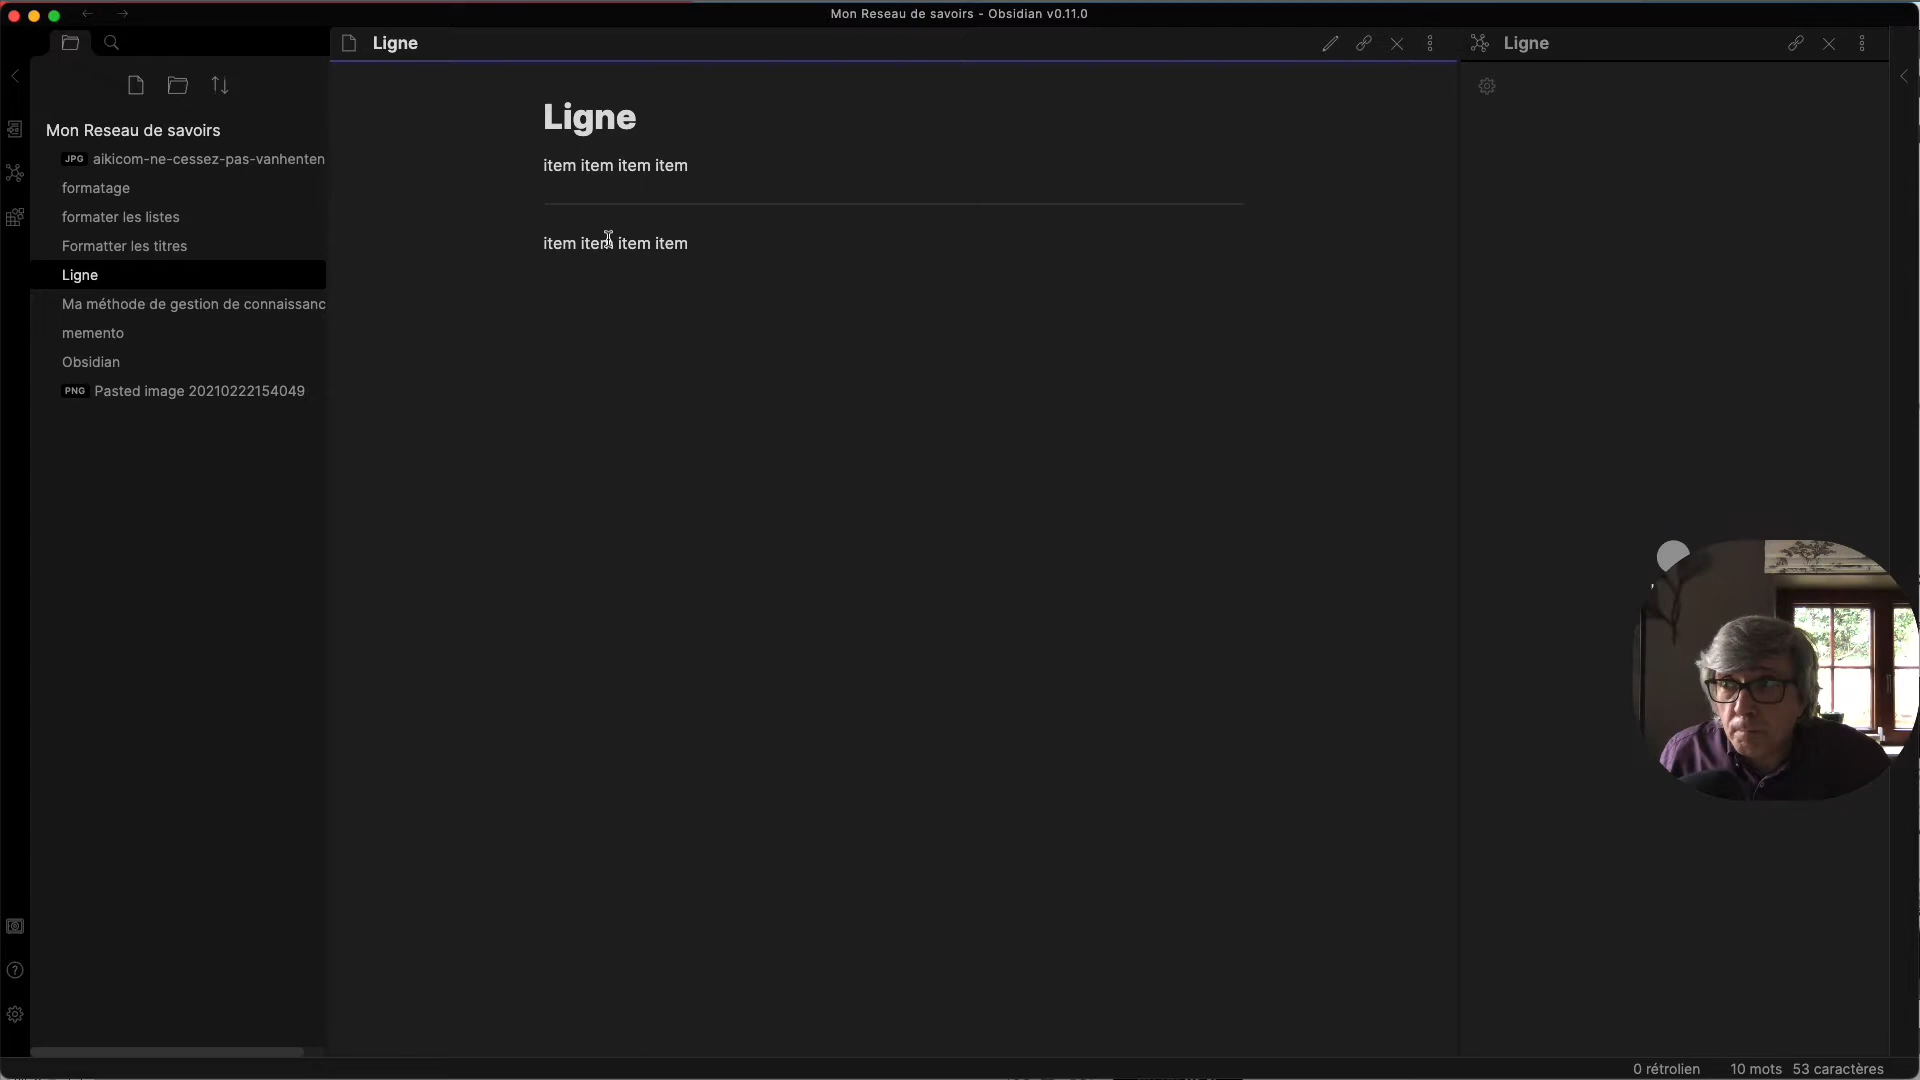 Mon Reseau de savoirs - Obsidian v0.11.0
Ligne
Ligne
Mon Reseau de savoirs
JPG aikicom-ne-cessez-pas-vanhenten
formatage
formater les listes
Formatter les titres
Ligne
Ma méthode de gestion de connaissanc
memento
Obsidian
PNG Pasted image 20210222154049
Ligne
item item item item
item item item item
0 rétrolien 10 mots 53 caractères